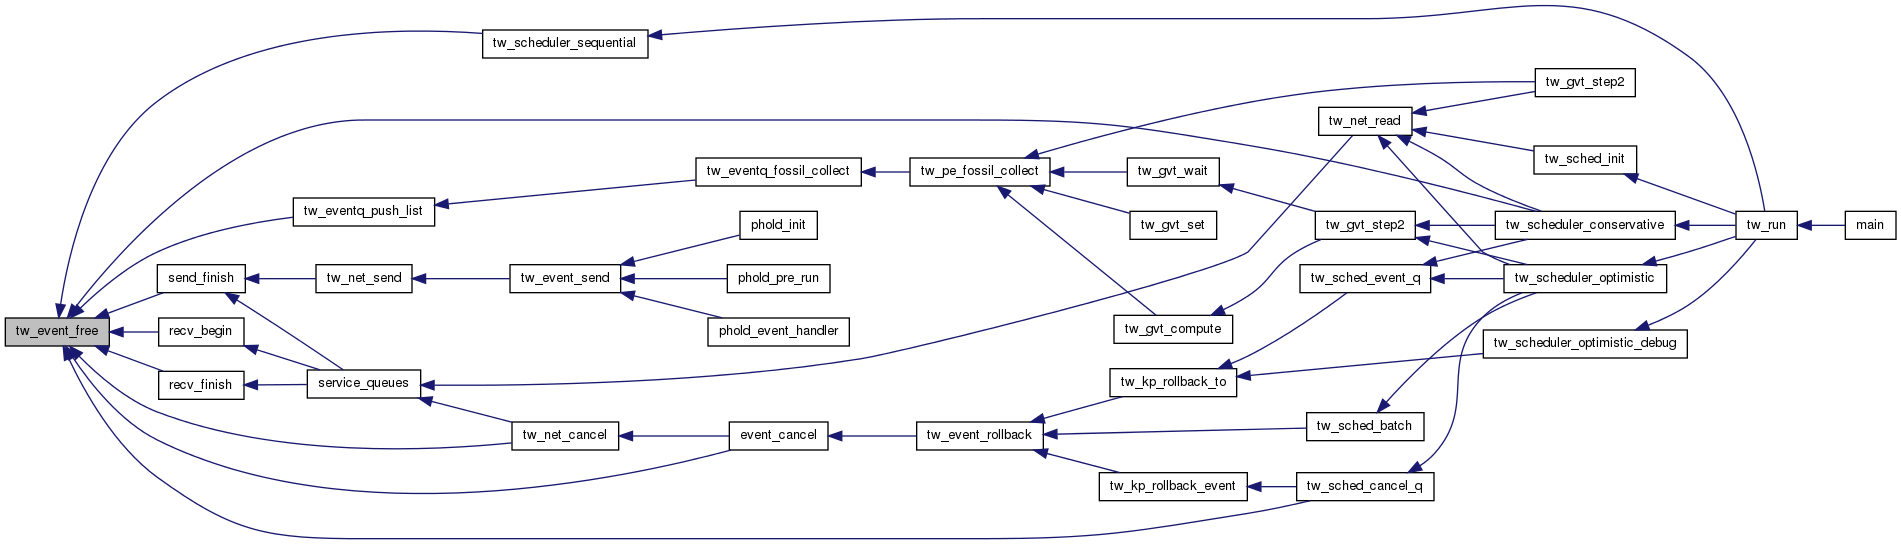 tw_scheduler_sequential
tw_gvt_step2
tw_net_read
tw_sched_init
tw_eventq_fossil_collect
tw_pe_fossil_collect
tw_gvt_wait
tw_eventq_push_list
phold_init
tw_gvt_set
tw_gvt_step2
tw_scheduler_conservative
tw_run
main
send_finish
tw_net_send
tw_event_send
phold_pre_run
tw_sched_event_q
tw_scheduler_optimistic
tw_event_free
recv_begin
phold_event_handler
tw_gvt_compute
tw_scheduler_optimistic_debug
recv_finish
service_queues
tw_kp_rollback_to
tw_net_cancel
event_cancel
tw_event_rollback
tw_sched_batch
tw_kp_rollback_event
tw_sched_cancel_q